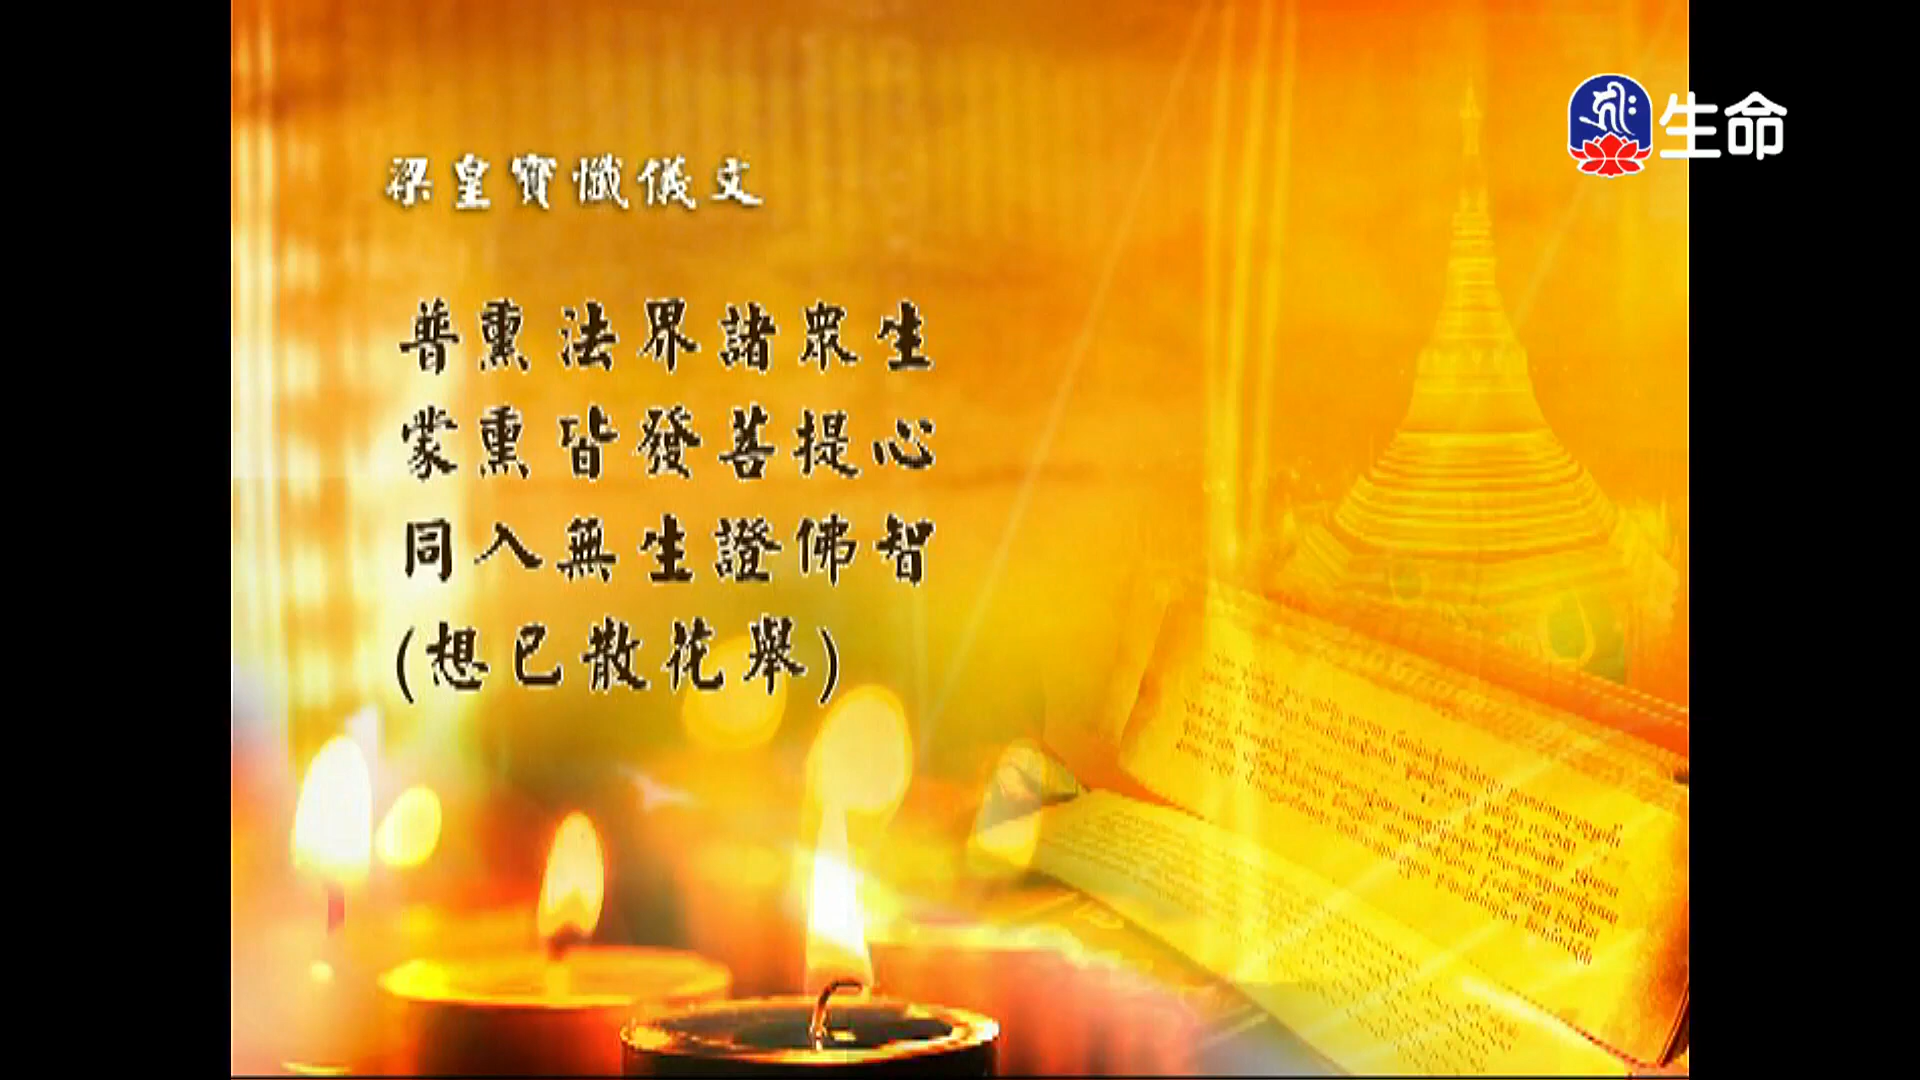 生命
梁皇寶懺儀文
普熏法界諸眾生
蒙熏皆發菩提心
同入無生證佛智
(想已散花舉)